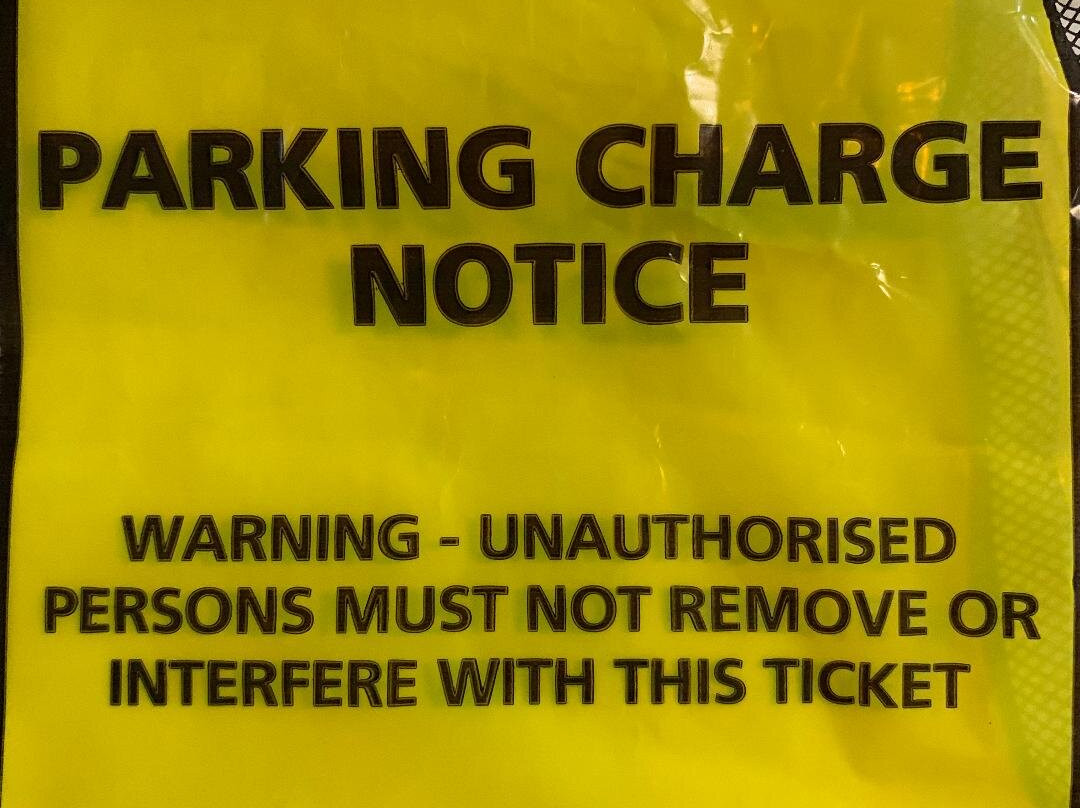 PARKING CHARGE
NOTICE
WARNING - UNAUTHORISED
PERSONS MUST NOT REMOVE OR
INTERFERE WITH THIS TICKET